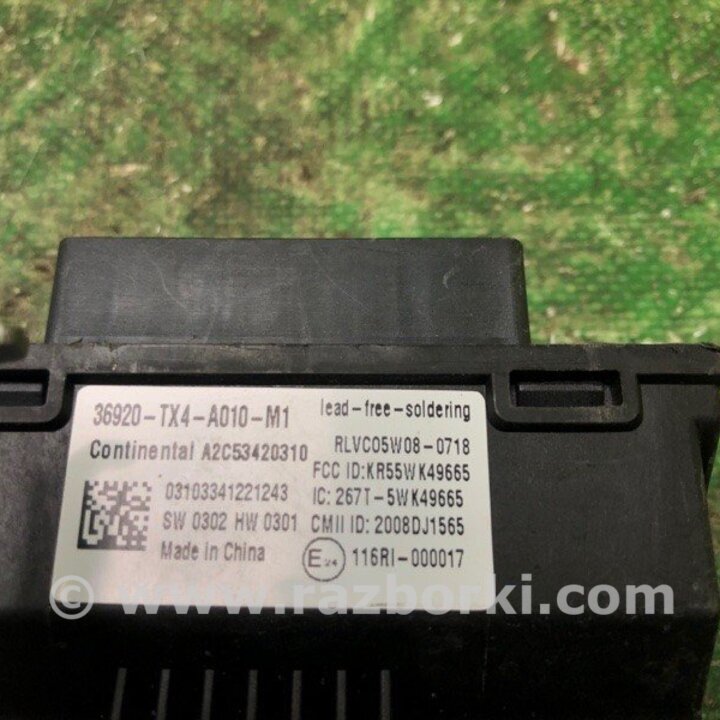 36920-TX4-A010-M1
lead-free-soldering
Continental A2C53420310
RLVC05W08-0718
FCC ID:KR55WK49665
03103341221243
IC: 267T-5WK49665
SW 0302 HW 0301
CMII ID: 2008DJ1565
Made in China
E24 116RI-000017
© www.razborki.com